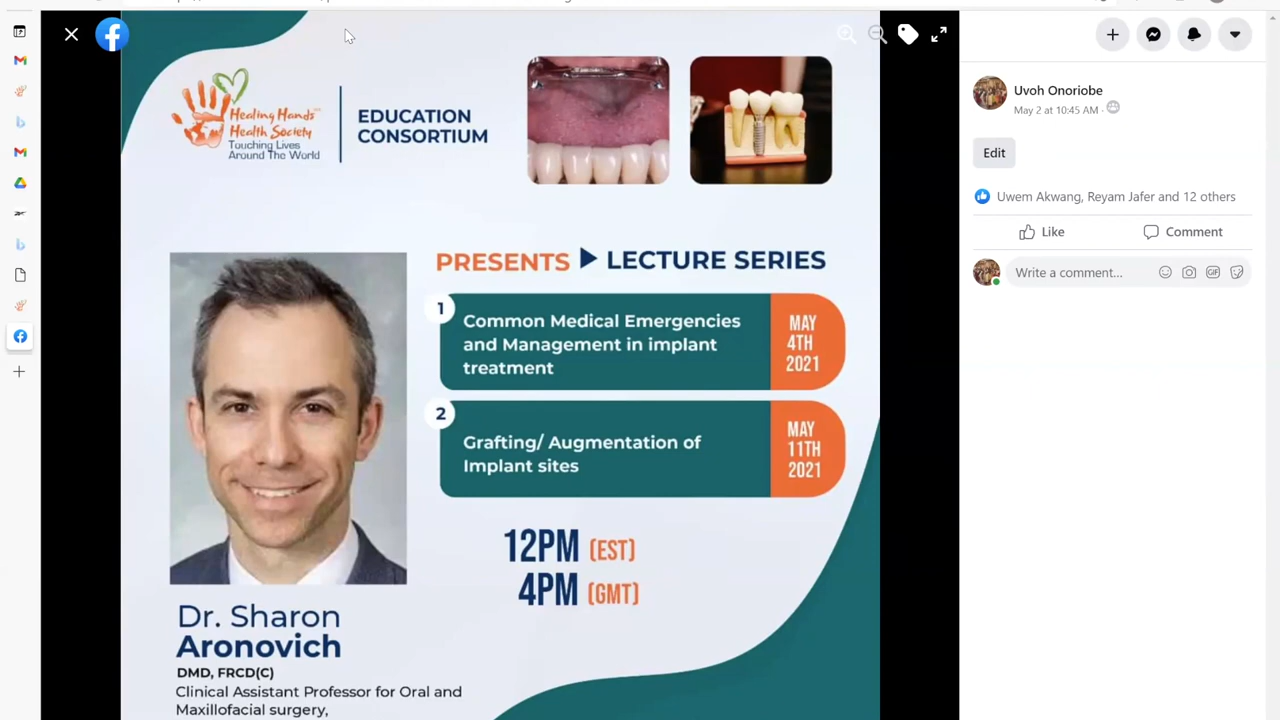 Healing Hands
Health Society
Touching Lives
Around The World
EDUCATION
CONSORTIUM
PRESENTS LECTURE SERIES
1
Common Medical Emergencies
and Management in implant
treatment
MAY
4TH
2021
2
Grafting/ Augmentation of
Implant sites
MAY
11TH
2021
12PM (EST)
4PM (GMT)
Dr. Sharon
Aronovich
DMD, FRCD(C)
Clinical Assistant Professor for Oral and
Maxillofacial surgery,
Uvoh Onoriobe
May 2 at 10:45 AM ·
Edit
Uwem Akwang, Reyam Jafer and 12 others
Like Comment
Write a comment…
GIF